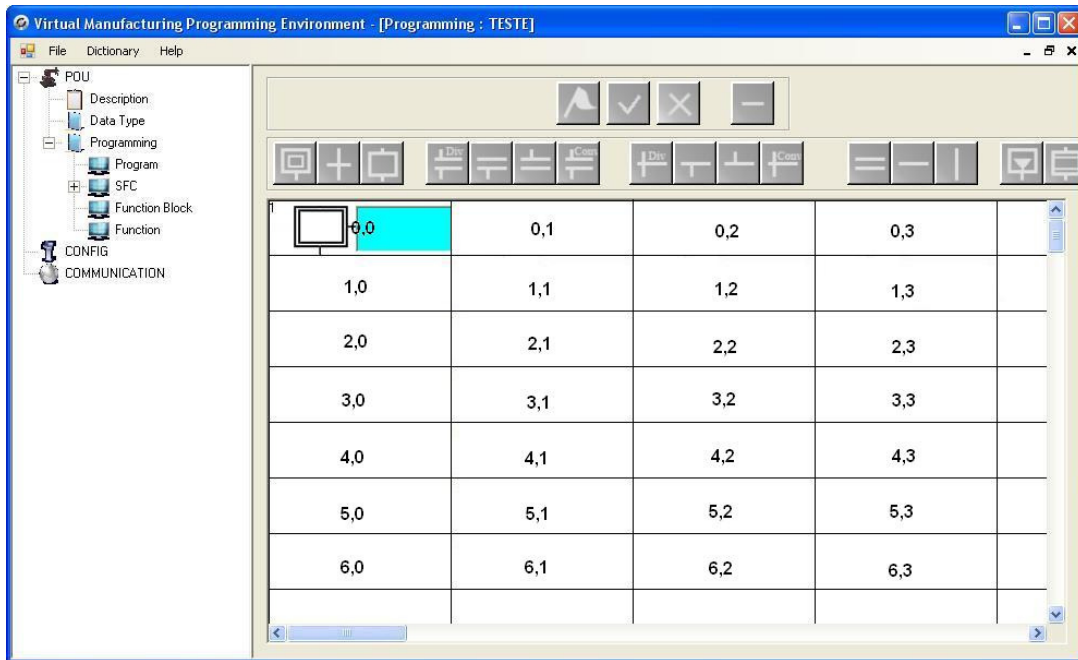 Virtual Manufacturing Programming Environment - [Programming : TESTE]
File Dictionary Help
POU
Description
Data Type
Programming
Program
SFC
Function Block
Function
CONFIG
COMMUNICATION
Div Conv Div Conv
1
0,0 0,1 0,2 0,3
1,0 1,1 1,2 1,3
2,0 2,1 2,2 2,3
3,0 3,1 3,2 3,3
4,0 4,1 4,2 4,3
5,0 5,1 5,2 5,3
6,0 6,1 6,2 6,3